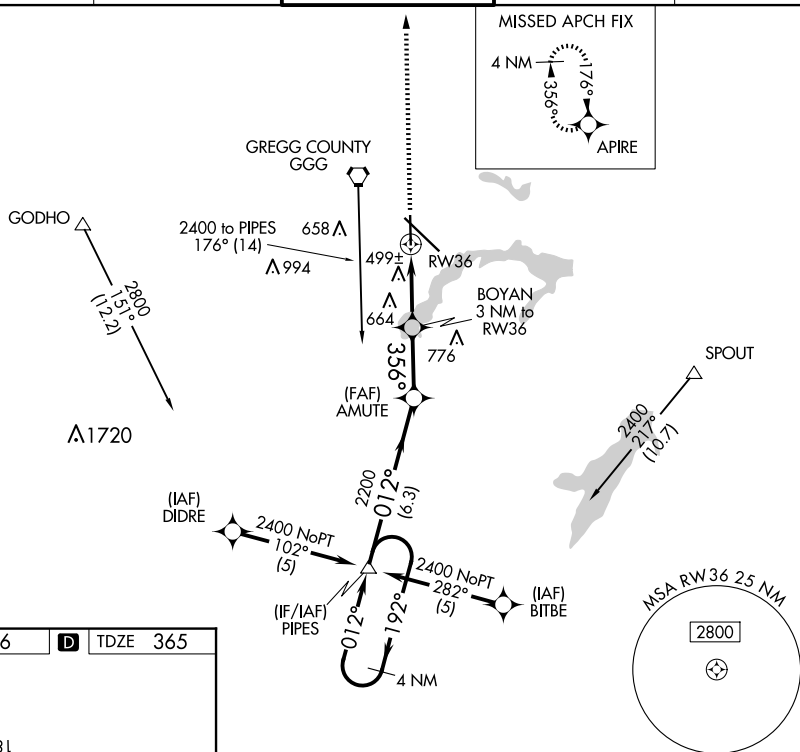 MISSED APCH FIX
4 NM
356°
176°
APIRE
GREGG COUNTY
GGG
GODHO
2400 to PIPES
176° (14)
658
994
499±
RW36
2800
151°
(12.2)
664
BOYAN
3 NM to
RW36
776
356°
SPOUT
(FAF)
AMUTE
1720
2400
217°
(10.7)
2200
012°
(6.3)
(IAF)
DIDRE
2400 NoPT
102°
(5)
2400 NoPT
282°
(5)
(IAF)
BITBE
(IF/IAF)
PIPES
012°
192°
4 NM
MSA RW36 25 NM
2800
6
D
TDZE 365